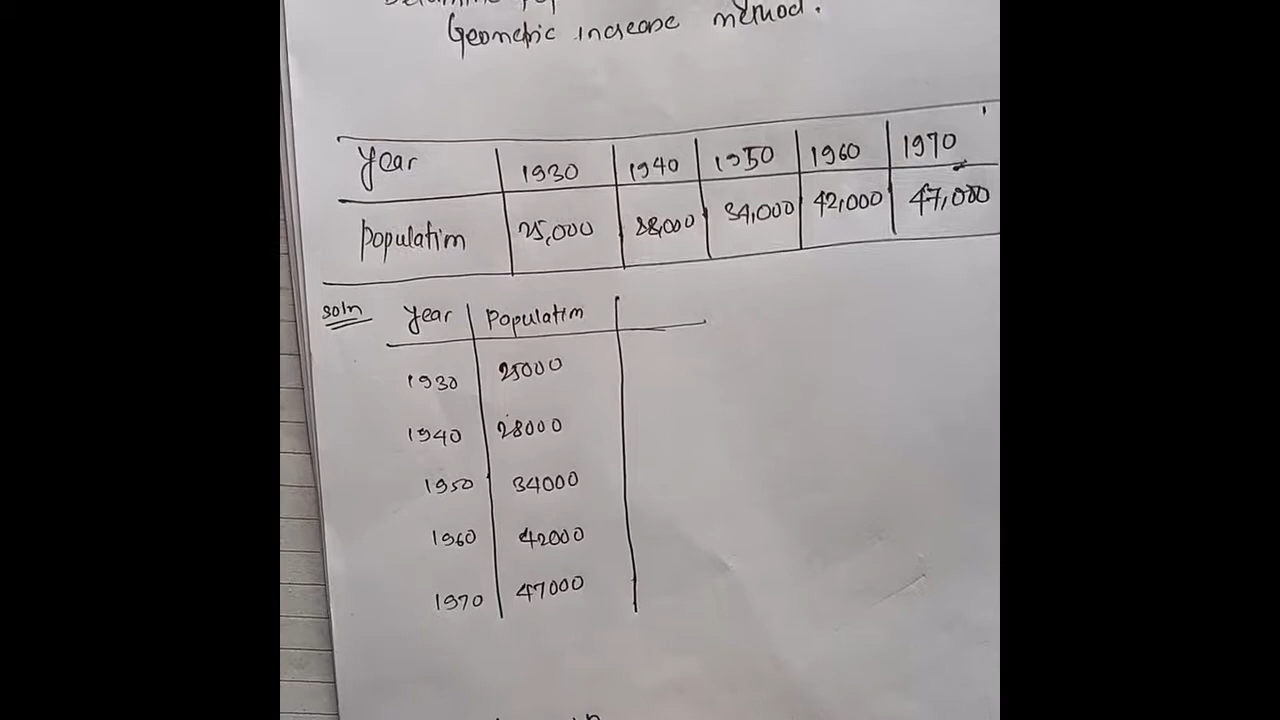 Geometric increase method.
Year 1930 1940 1950 1960 1970
population 25,000 28,000 34,000 42,000 47,000
soln Year population
1930 25000
1940 28000
1950 34000
1960 42000
1970 47000